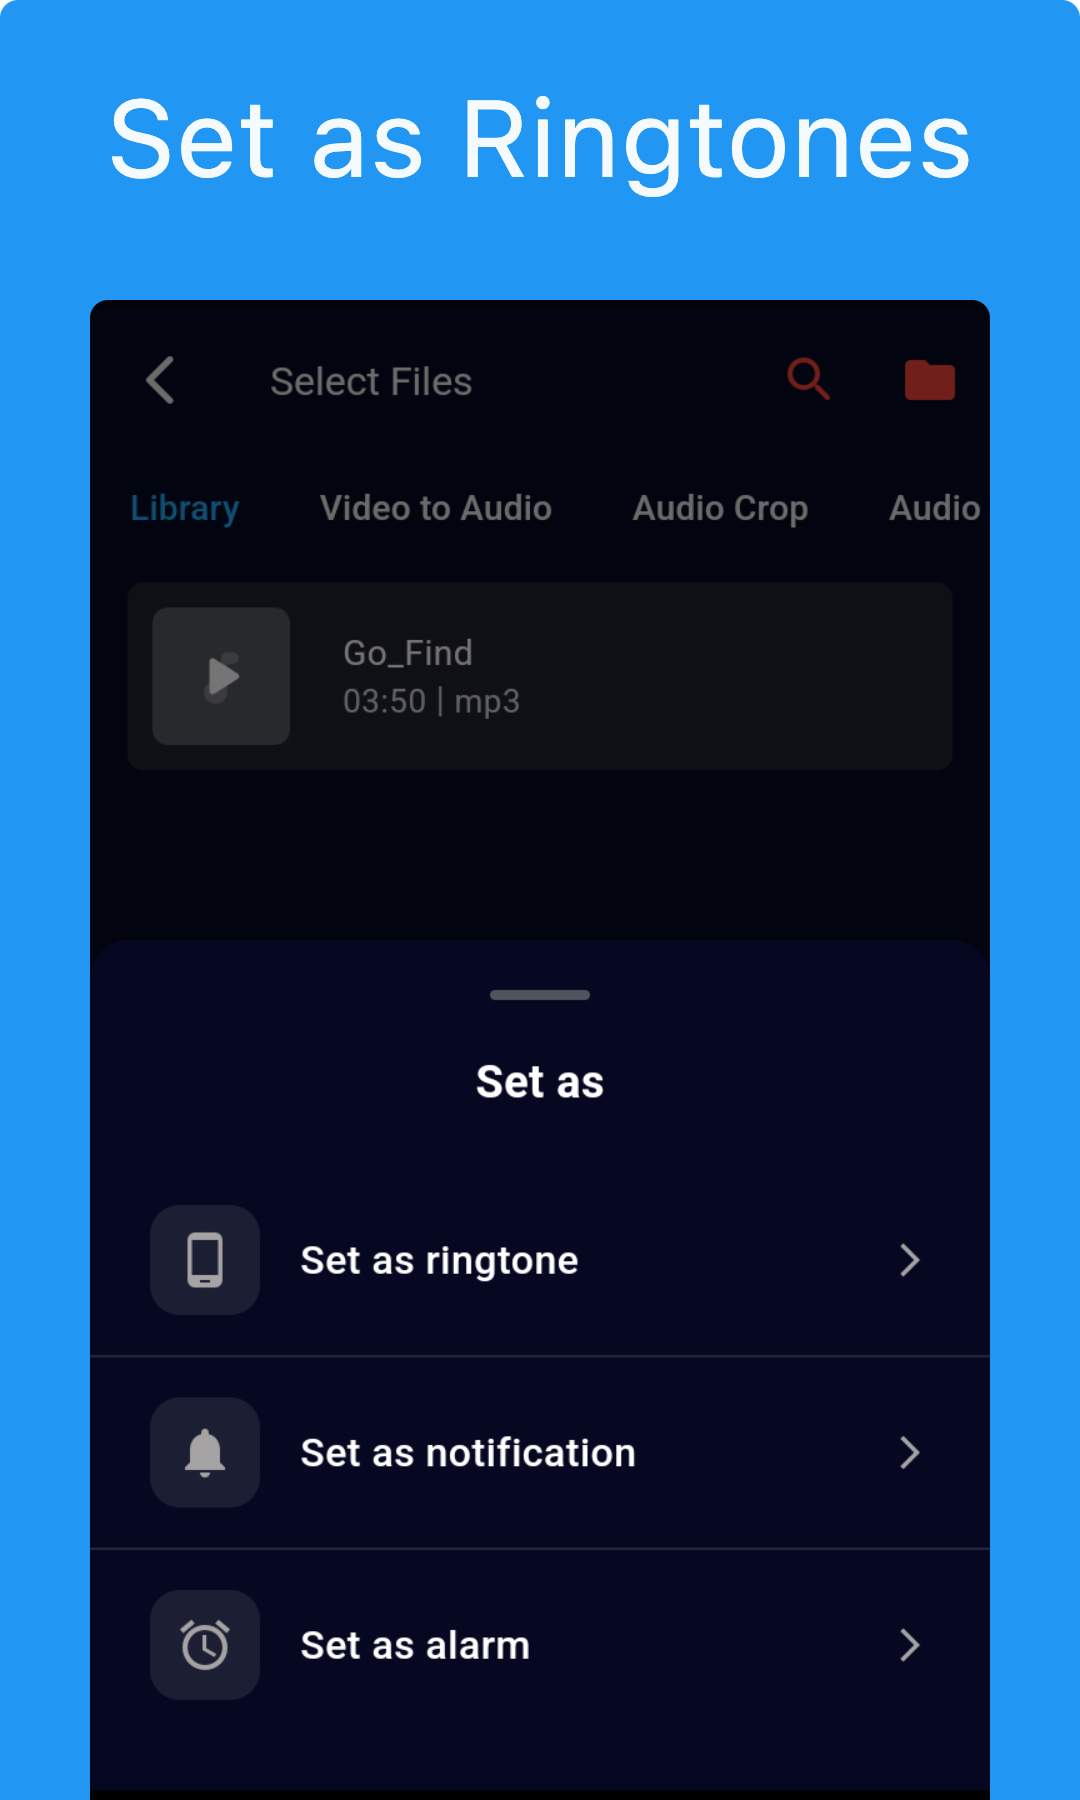 Set as Ringtones
Select Files
Library Video to Audio Audio Crop Audio
Go_Find
03:50 | mp3
Set as
Set as ringtone
Set as notification
Set as alarm